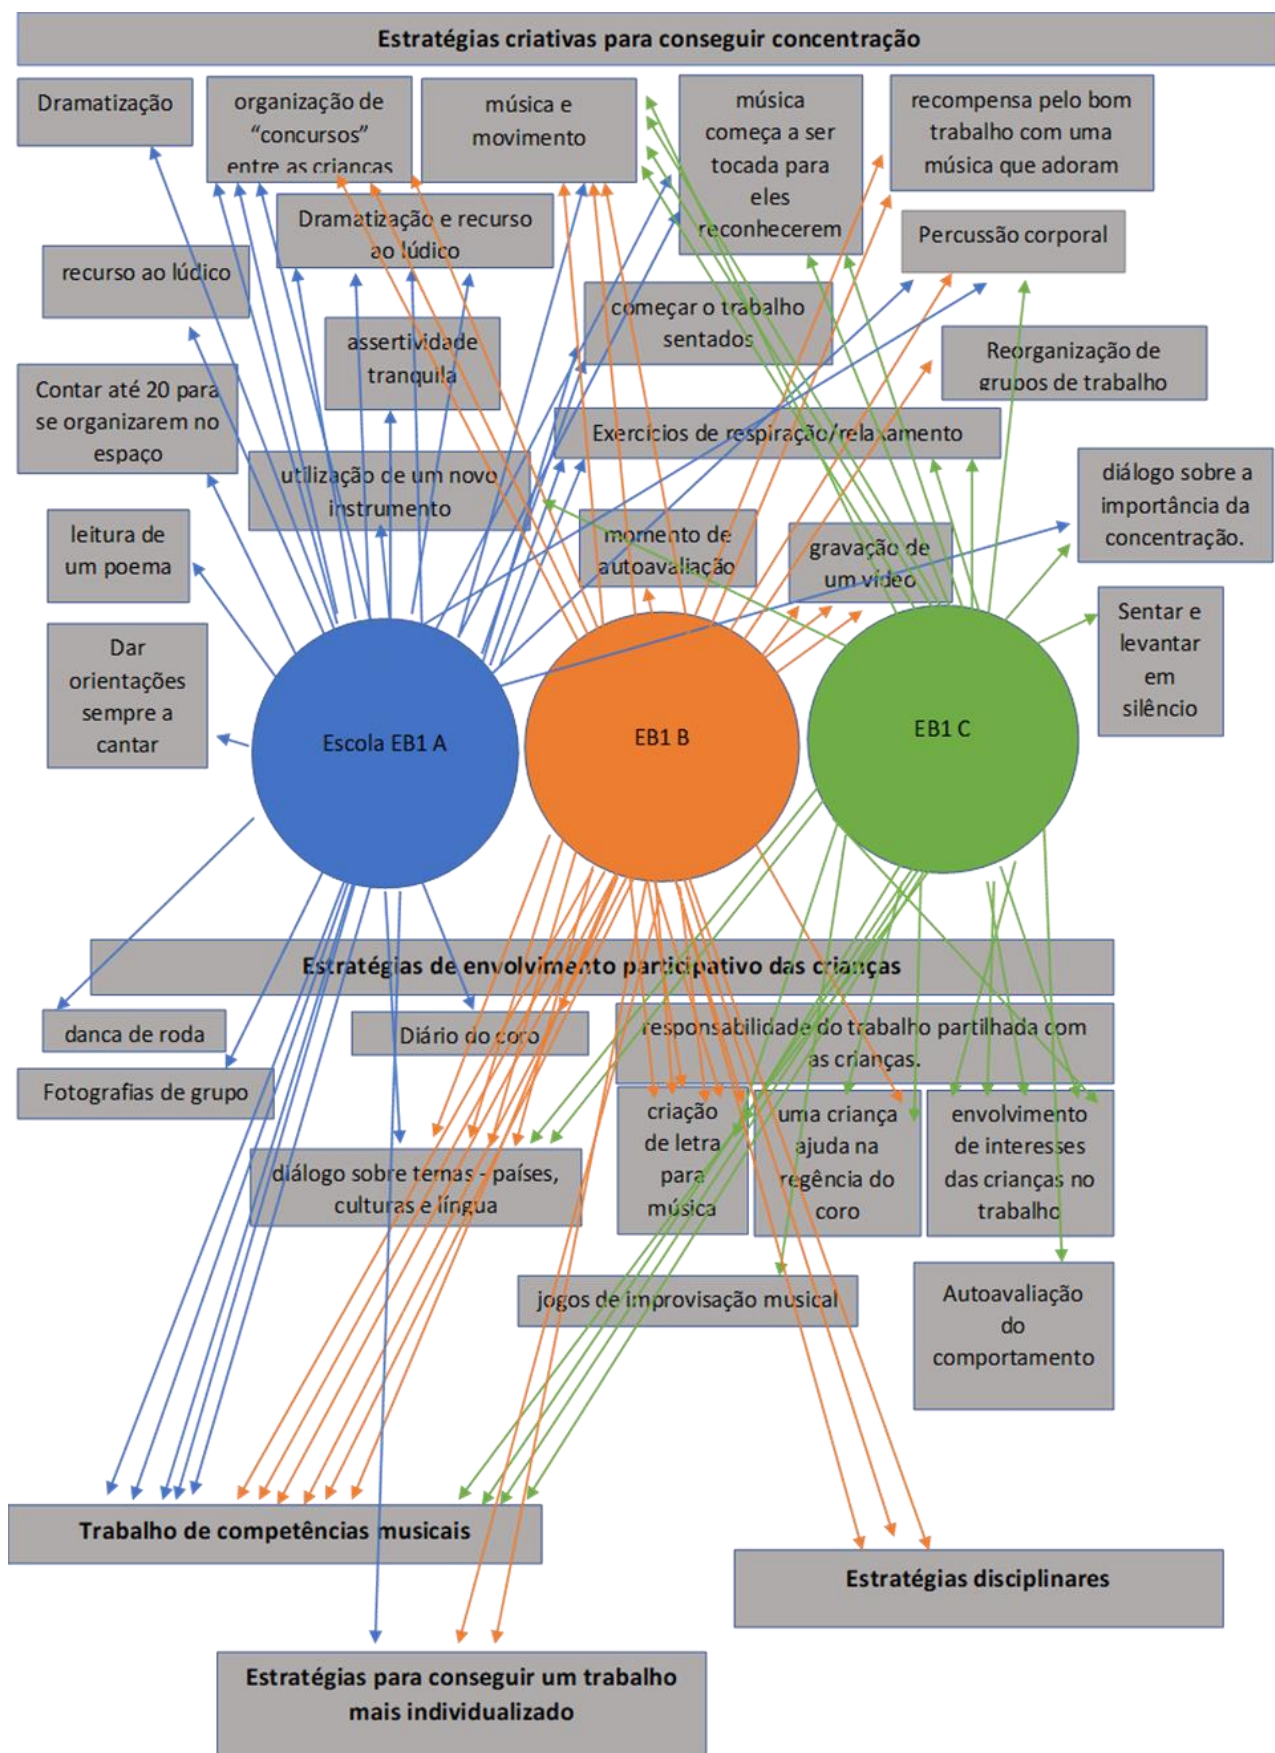 Estratégias criativas para conseguir concentração
Dramatização
organização de
“concursos”
entre as crianças
música e
movimento
música
começa a ser
tocada para
eles
reconhecerem
recompensa pelo bom
trabalho com uma
música que adoram
Dramatização e recurso
ao lúdico
Percussão corporal
recurso ao lúdico
começar o trabalho
sentados
assertividade
tranquila
Reorganização de
grupos de trabalho
Contar até 20 para
se organizarem no
espaço
Exercícios de respiração/relaxamento
utilização de um novo
instrumento
diálogo sobre a
importância da
concentração.
leitura de
um poema
momento de
autoavaliação
gravação de
um vídeo
Sentar e
levantar
em
silêncio
Dar
orientações
sempre a
cantar
Escola EB1 A
EB1 B
EB1 C
Estratégias de envolvimento participativo das crianças
danca de roda
Diário do coro
responsabilidade do trabalho partilhada com
as crianças.
Fotografias de grupo
criação
de letra
para
música
uma criança
ajuda na
regência do
coro
envolvimento
de interesses
das crianças no
trabalho
diálogo sobre temas - países,
culturas e língua
jogos de improvisação musical
Autoavaliação
do
comportamento
Trabalho de competências musicais
Estratégias disciplinares
Estratégias para conseguir um trabalho
mais individualizado